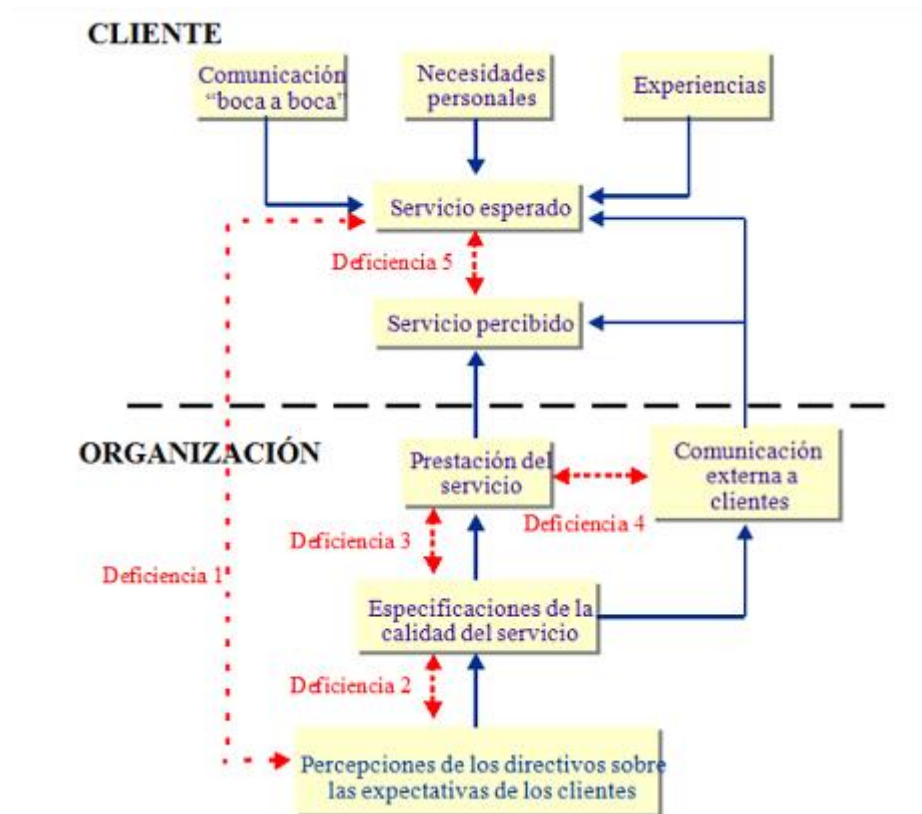 CLIENTE
Comunicación
“boca a boca”
Necesidades
personales
Experiencias
Servicio esperado
Deficiencia 5
Servicio percibido
ORGANIZACIÓN
Prestación del
servicio
Comunicación
externa a
clientes
Deficiencia 4
Deficiencia 3
Deficiencia 1
Especificaciones de la
calidad del servicio
Deficiencia 2
Percepciones de los directivos sobre
las expectativas de los clientes